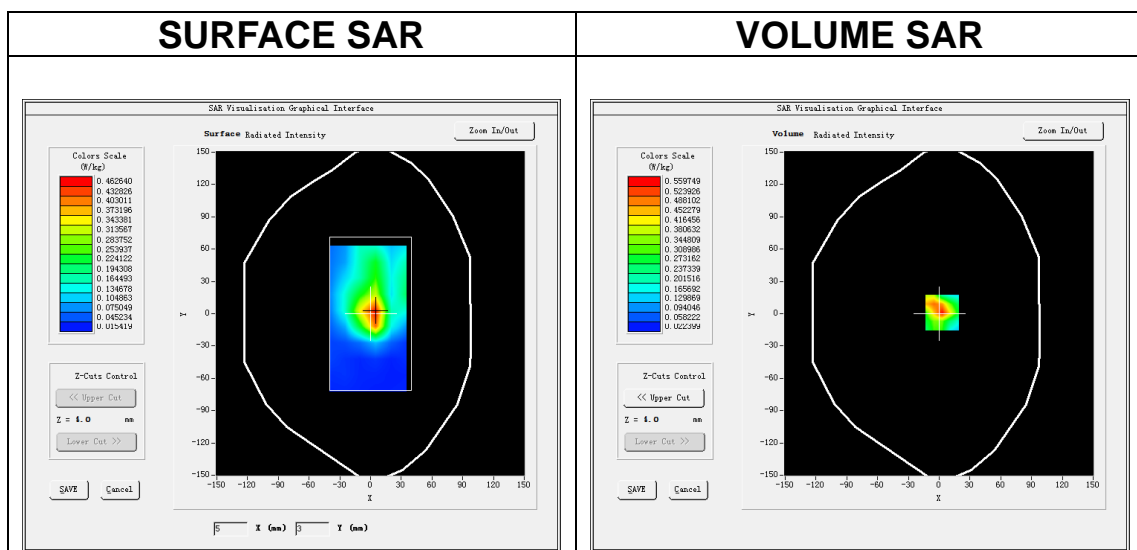 SURFACE SAR
VOLUME SAR
SAR Visualisation Graphical Interface
Surface Radiated Intensity
Zoom In/Out
Colors Scale
(W/kg)
0.462640
0.432826
0.403011
0.373196
0.343381
0.313567
0.283752
0.253937
0.224122
0.194308
0.164493
0.134678
0.104863
0.075049
0.045234
0.015419
150
120
90
60
30
0
-30
-60
-90
-120
-150
Y
-150 -120 -90 -60 -30 0 30 60 90 120 150
X
Z-Cuts Control
<< Upper Cut
Z = 4.0 mm
Lower Cut >>
SAVE Cancel
5 X (mm) 3 Y (mm)
SAR Visualisation Graphical Interface
Volume Radiated Intensity
Zoom In/Out
Colors Scale
(W/kg)
0.559749
0.523926
0.488102
0.452279
0.416456
0.380632
0.344809
0.308986
0.273162
0.237339
0.201516
0.165692
0.129869
0.094046
0.058222
0.022399
150
120
90
60
30
0
-30
-60
-90
-120
-150
Y
-150 -120 -90 -60 -30 0 30 60 90 120 150
X
Z-Cuts Control
<< Upper Cut
Z = 4.0 mm
Lower Cut >>
SAVE Cancel